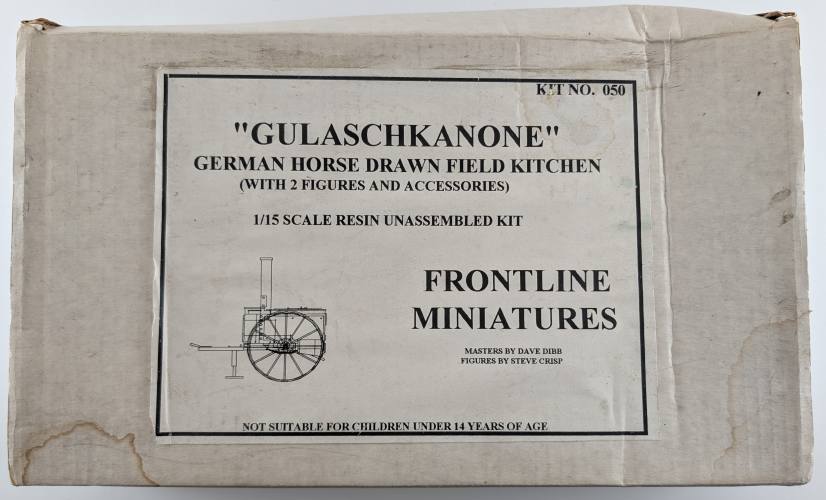 KIT NO. 050
"GULASCHKANONE"
GERMAN HORSE DRAWN FIELD KITCHEN
(WITH 2 FIGURES AND ACCESSORIES)
1/15 SCALE RESIN UNASSEMBLED KIT
FRONTLINE
MINIATURES
MASTERS BY DAVE DIBB
FIGURES BY STEVE CRISP
NOT SUITABLE FOR CHILDREN UNDER 14 YEARS OF AGE